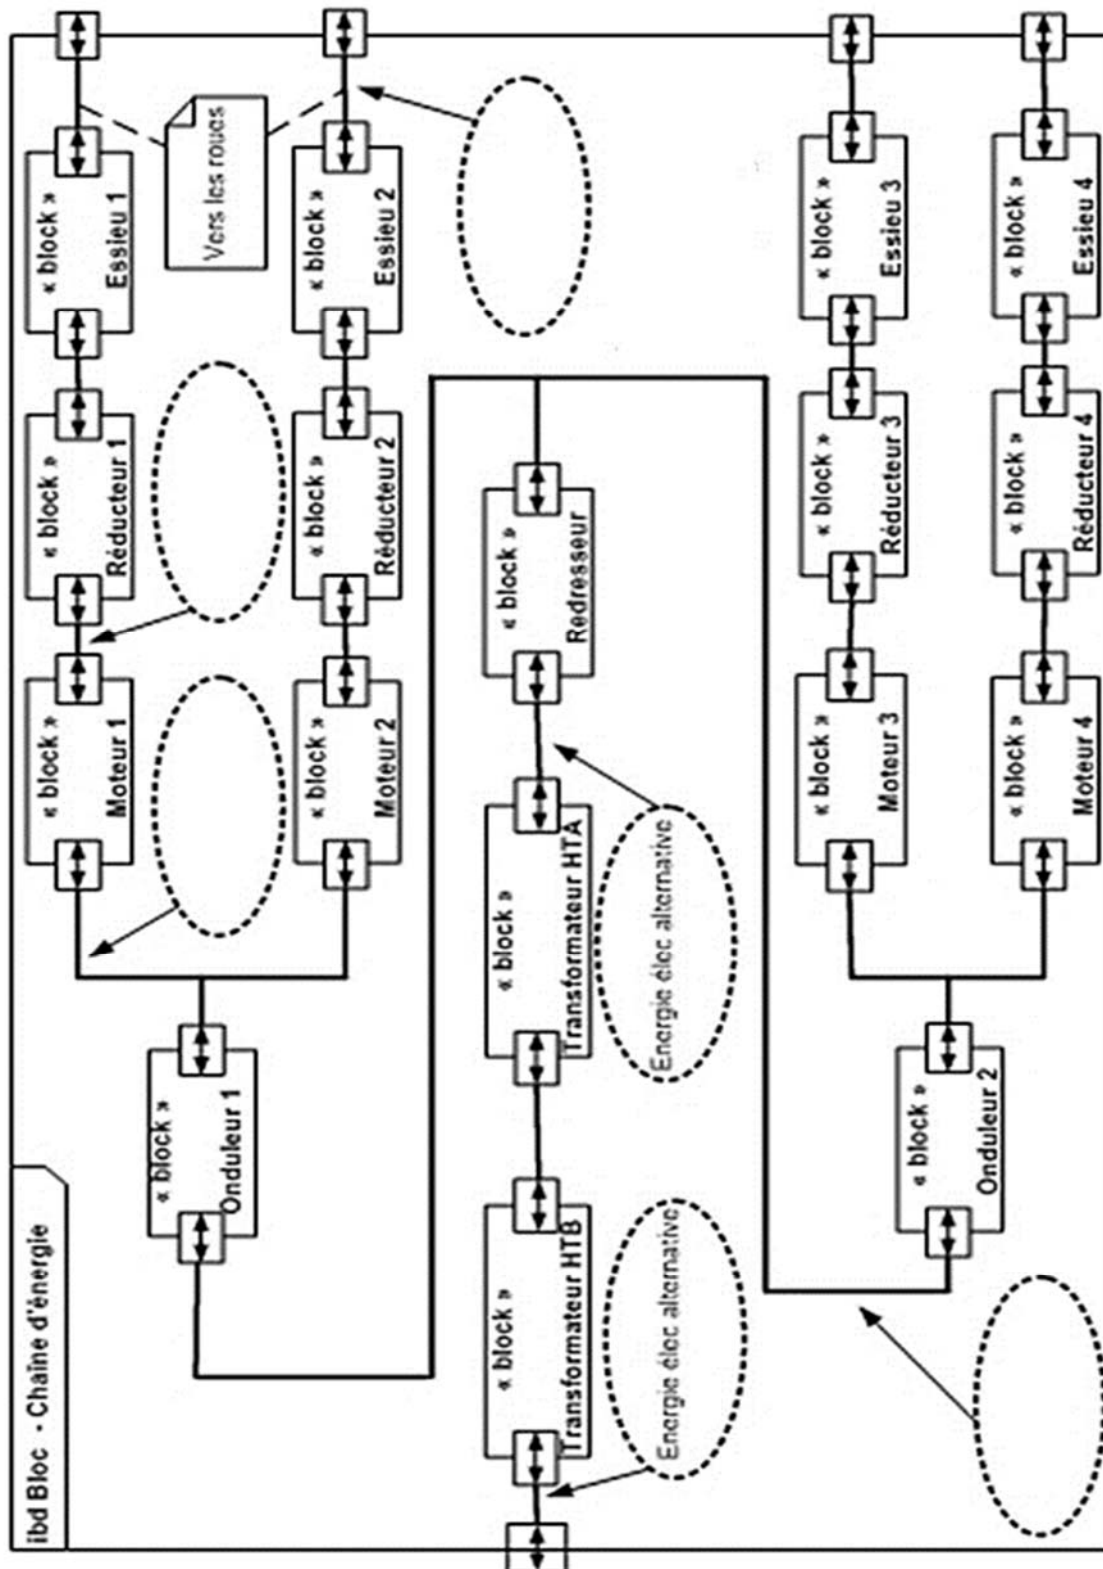 ibd Bloc - Chaîne d'énergie
« block »
Transformateur HTB
Energie élec alternative
« block »
Transformateur HTA
Energie élec alternative
« block »
Redresseur
« block »
Onduleur 1
« block »
Moteur 1
« block »
Réducteur 1
« block »
Essieu 1
Vers les roues
« block »
Moteur 2
« block »
Réducteur 2
« block »
Essieu 2
« block »
Onduleur 2
« block »
Moteur 3
« block »
Réducteur 3
« block »
Essieu 3
« block »
Moteur 4
« block »
Réducteur 4
« block »
Essieu 4